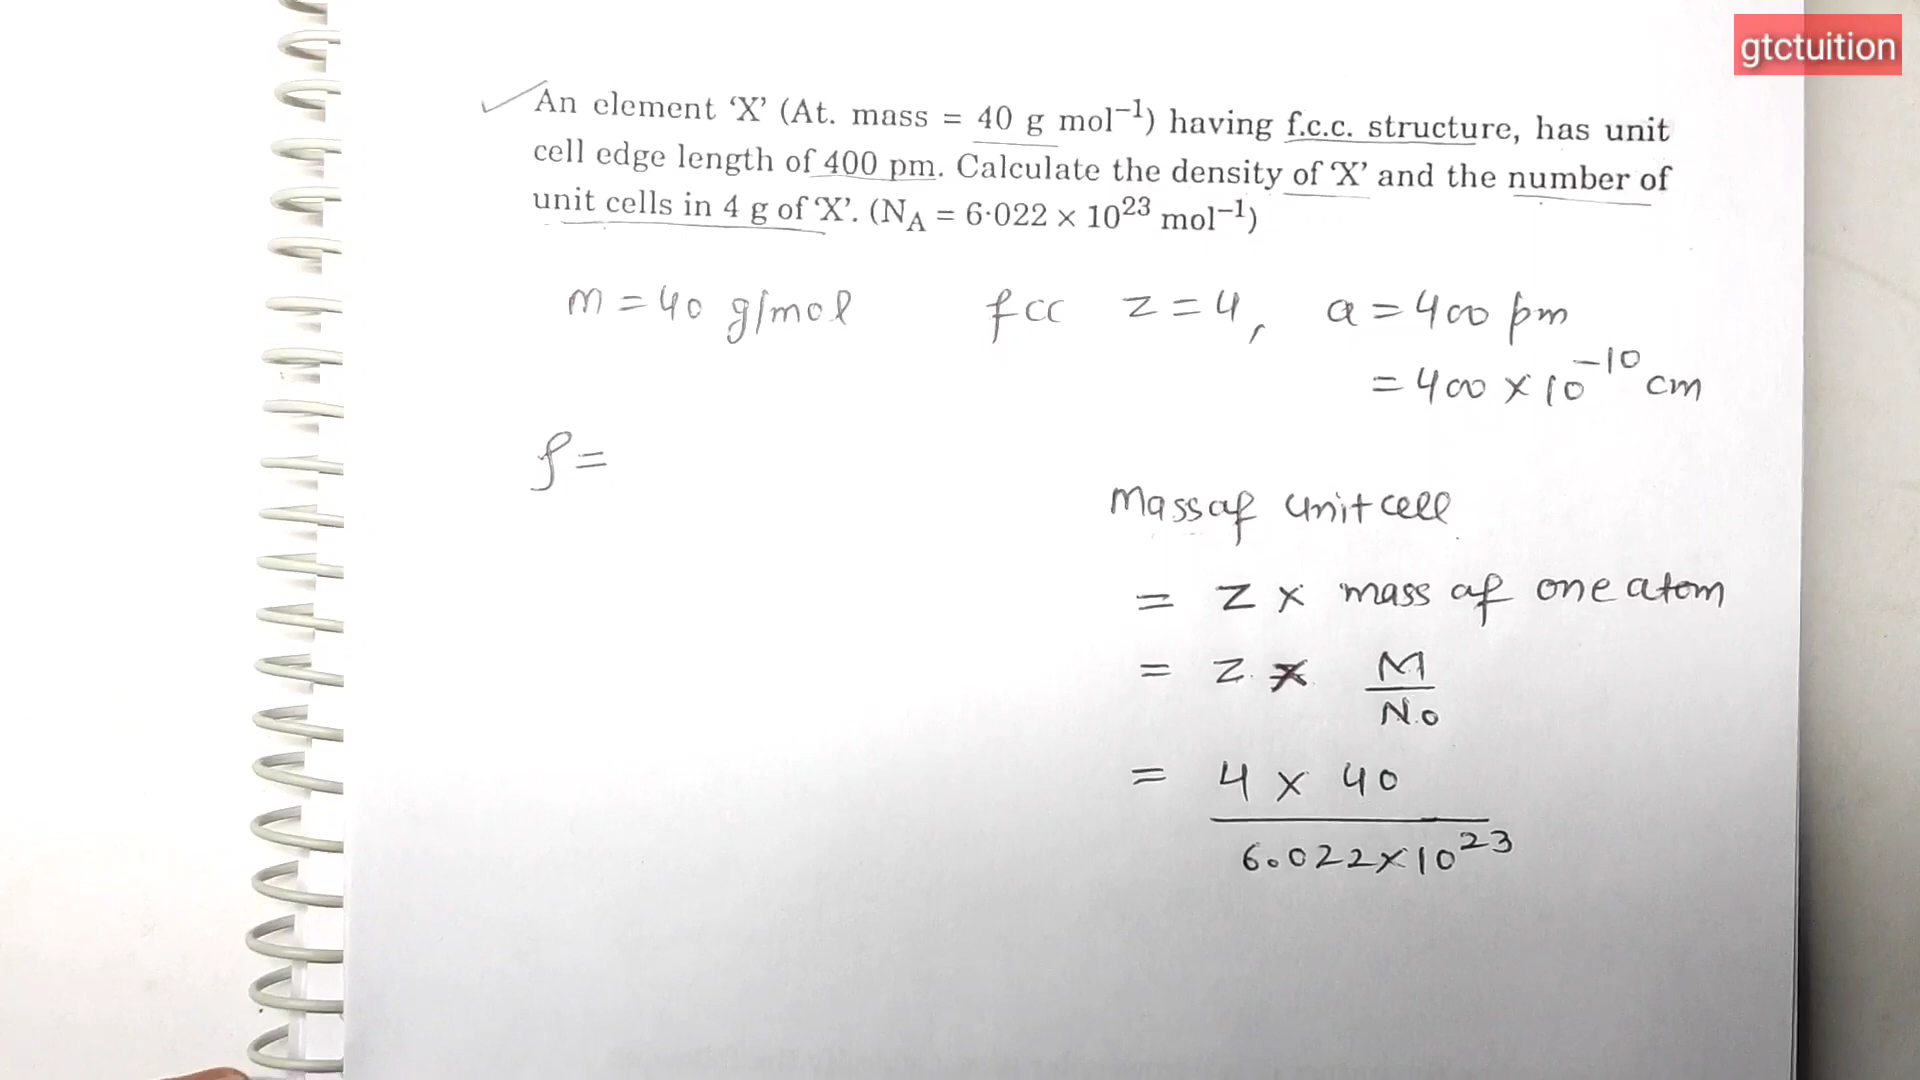 gtctuition
An element ‘X’ (At. mass = 40 g mol⁻¹) having f.c.c. structure, has unit
cell edge length of 400 pm. Calculate the density of ‘X’ and the number of
unit cells in 4 g of ‘X’. (N_A = 6·022 × 10²³ mol⁻¹)
m = 40 g/mol fcc z = 4, a = 400 pm
= 400 × 10⁻¹⁰ cm
ρ =
Mass of unit cell
= Z × mass of one atom
= Z × M/N₀
= 4 × 40
6.022×10²³